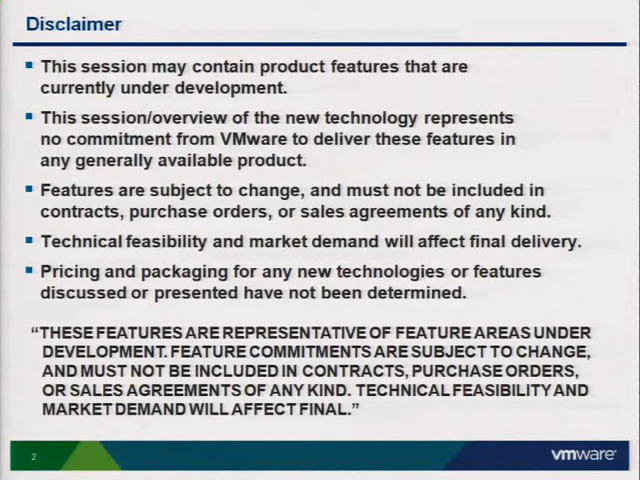 Disclaimer
This session may contain product features that are
currently under development.
This session/overview of the new technology represents
no commitment from VMware to deliver these features in
any generally available product.
Features are subject to change, and must not be included in
contracts, purchase orders, or sales agreements of any kind.
Technical feasibility and market demand will affect final delivery.
Pricing and packaging for any new technologies or features
discussed or presented have not been determined.
“THESE FEATURES ARE REPRESENTATIVE OF FEATURE AREAS UNDER
DEVELOPMENT. FEATURE COMMITMENTS ARE SUBJECT TO CHANGE,
AND MUST NOT BE INCLUDED IN CONTRACTS, PURCHASE ORDERS,
OR SALES AGREEMENTS OF ANY KIND. TECHNICAL FEASIBILITY AND
MARKET DEMAND WILL AFFECT FINAL.”
2
vmware